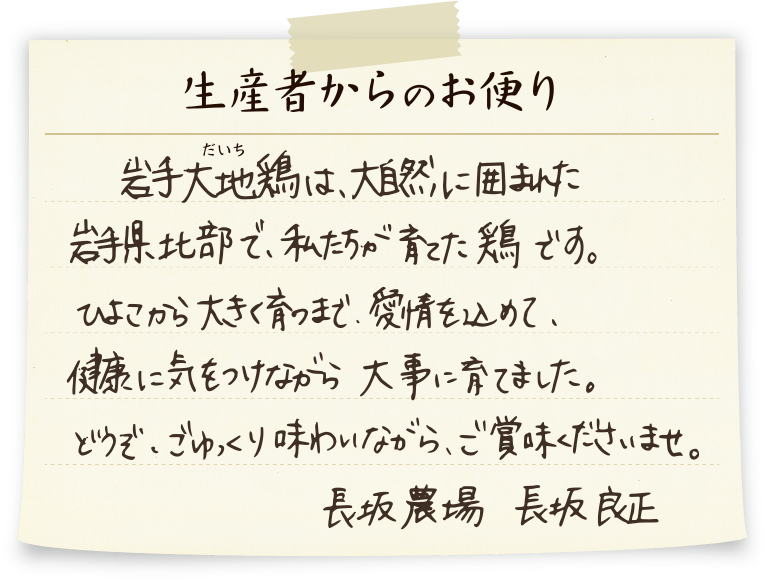 生産者からのお便り
だいち
岩手大地鶏は、大自然に囲まれた
岩手県北部で、私たちが育てた鶏です。
ひよこから大きく育つまで、愛情を込めて、
健康に気をつけながら大事に育てました。
どうぞ、ごゆっくり味わいながら、ご賞味くださいませ。
長坂農場 長坂良正